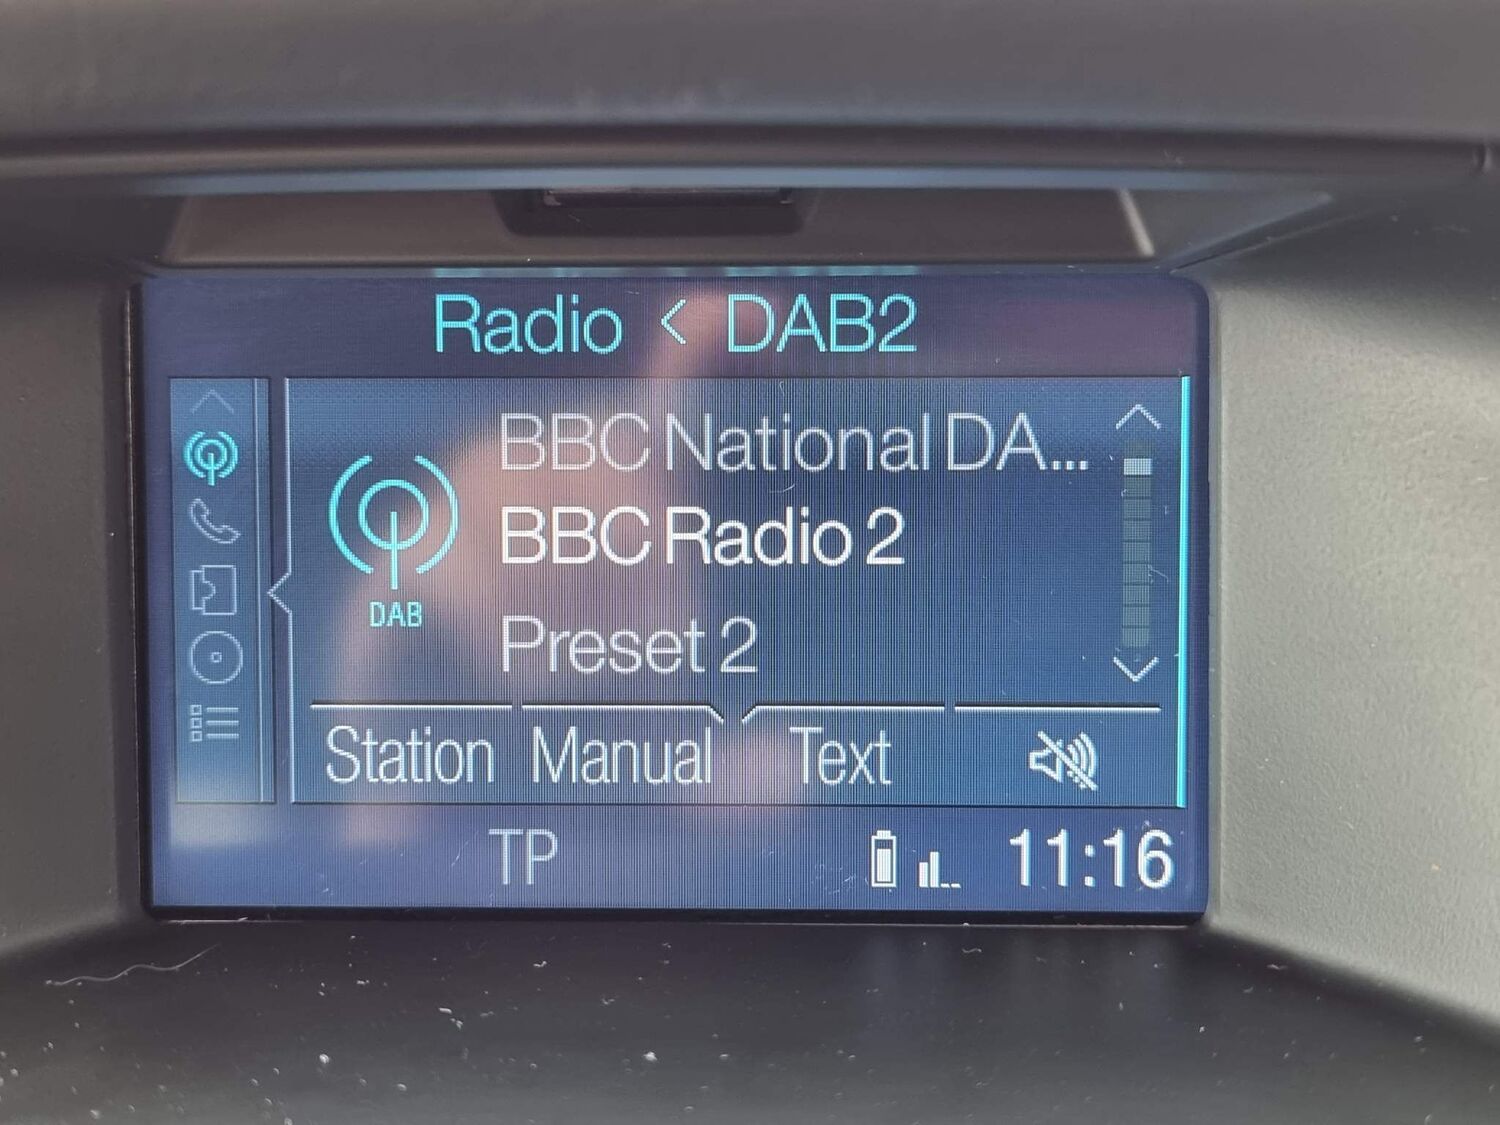 Radio < DAB2
BBC National DA...
BBC Radio 2
DAB
Preset 2
Station Manual Text
TP 11:16